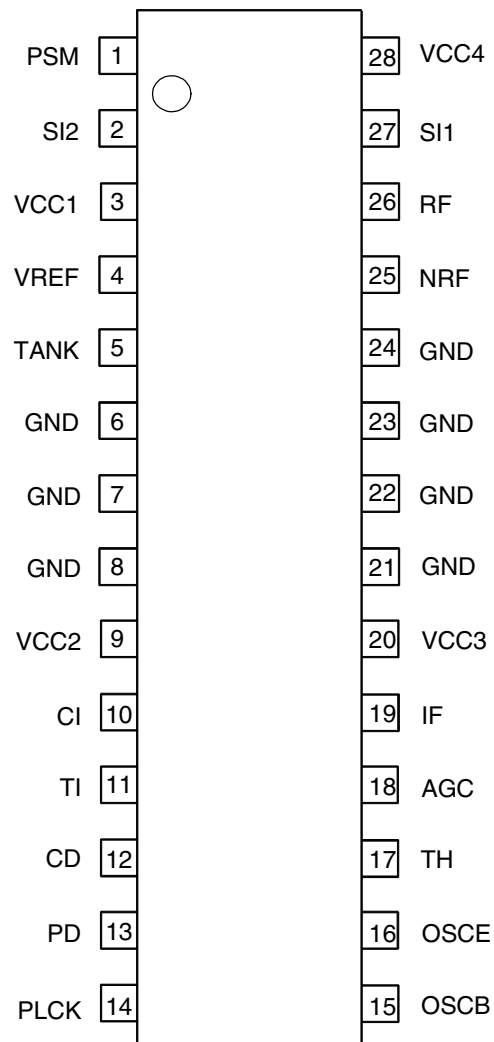 PSM 1 28 VCC4
SI2 2 27 SI1
VCC1 3 26 RF
VREF 4 25 NRF
TANK 5 24 GND
GND 6 23 GND
GND 7 22 GND
GND 8 21 GND
VCC2 9 20 VCC3
CI 10 19 IF
TI 11 18 AGC
CD 12 17 TH
PD 13 16 OSCE
PLCK 14 15 OSCB